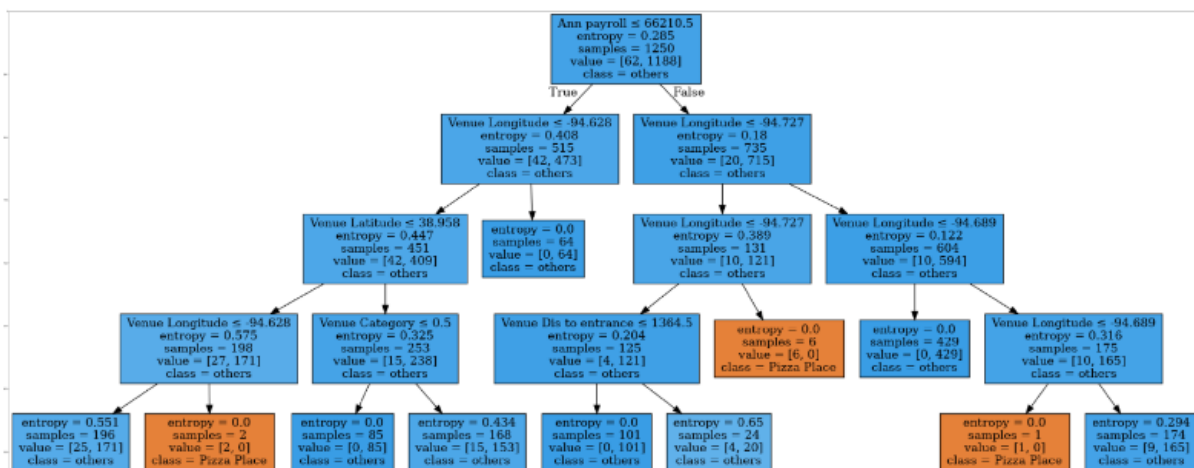 Ann payroll ≤ 66210.5
entropy = 0.285
samples = 1250
value = [62, 1188]
class = others
True
False
Venue Longitude ≤ -94.628
entropy = 0.408
samples = 515
value = [42, 473]
class = others
Venue Longitude ≤ -94.727
entropy = 0.18
samples = 735
value = [20, 715]
class = others
Venue Latitude ≤ 38.958
entropy = 0.447
samples = 451
value = [42, 409]
class = others
entropy = 0.0
samples = 64
value = [0, 64]
class = others
Venue Longitude ≤ -94.727
entropy = 0.389
samples = 131
value = [10, 121]
class = others
Venue Longitude ≤ -94.689
entropy = 0.122
samples = 604
value = [10, 594]
class = others
Venue Longitude ≤ -94.628
entropy = 0.575
samples = 198
value = [27, 171]
class = others
Venue Category ≤ 0.5
entropy = 0.325
samples = 253
value = [15, 238]
class = others
Venue Dis to entrance ≤ 1364.5
entropy = 0.204
samples = 125
value = [4, 121]
class = others
entropy = 0.0
samples = 6
value = [6, 0]
class = Pizza Place
entropy = 0.0
samples = 429
value = [0, 429]
class = others
Venue Longitude ≤ -94.689
entropy = 0.316
samples = 175
value = [10, 165]
class = others
entropy = 0.551
samples = 196
value = [25, 171]
class = others
entropy = 0.0
samples = 2
value = [2, 0]
class = Pizza Place
entropy = 0.0
samples = 85
value = [0, 85]
class = others
entropy = 0.434
samples = 168
value = [15, 153]
class = others
entropy = 0.0
samples = 101
value = [0, 101]
class = others
entropy = 0.65
samples = 24
value = [4, 20]
class = others
entropy = 0.0
samples = 1
value = [1, 0]
class = Pizza Place
entropy = 0.294
samples = 174
value = [9, 165]
class = others